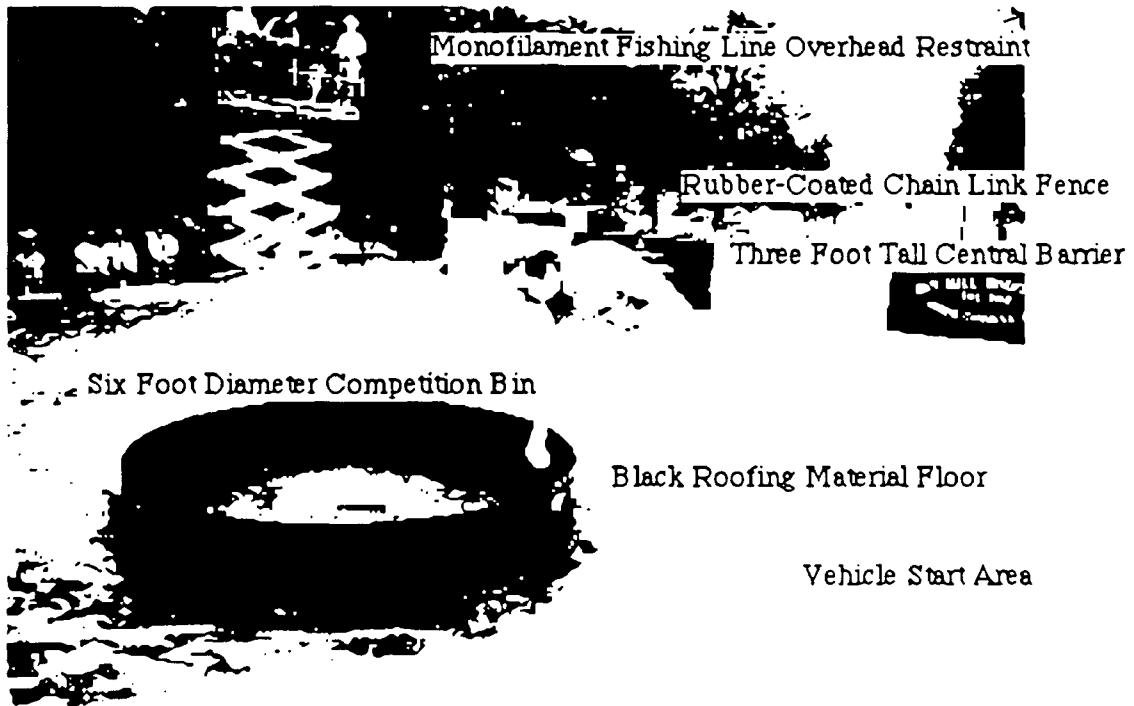 Monofilament Fishing Line Overhead Restraint
Rubber-Coated Chain Link Fence
Three Foot Tall Central Barrier
Six Foot Diameter Competition Bin
Black Roofing Material Floor
Vehicle Start Area